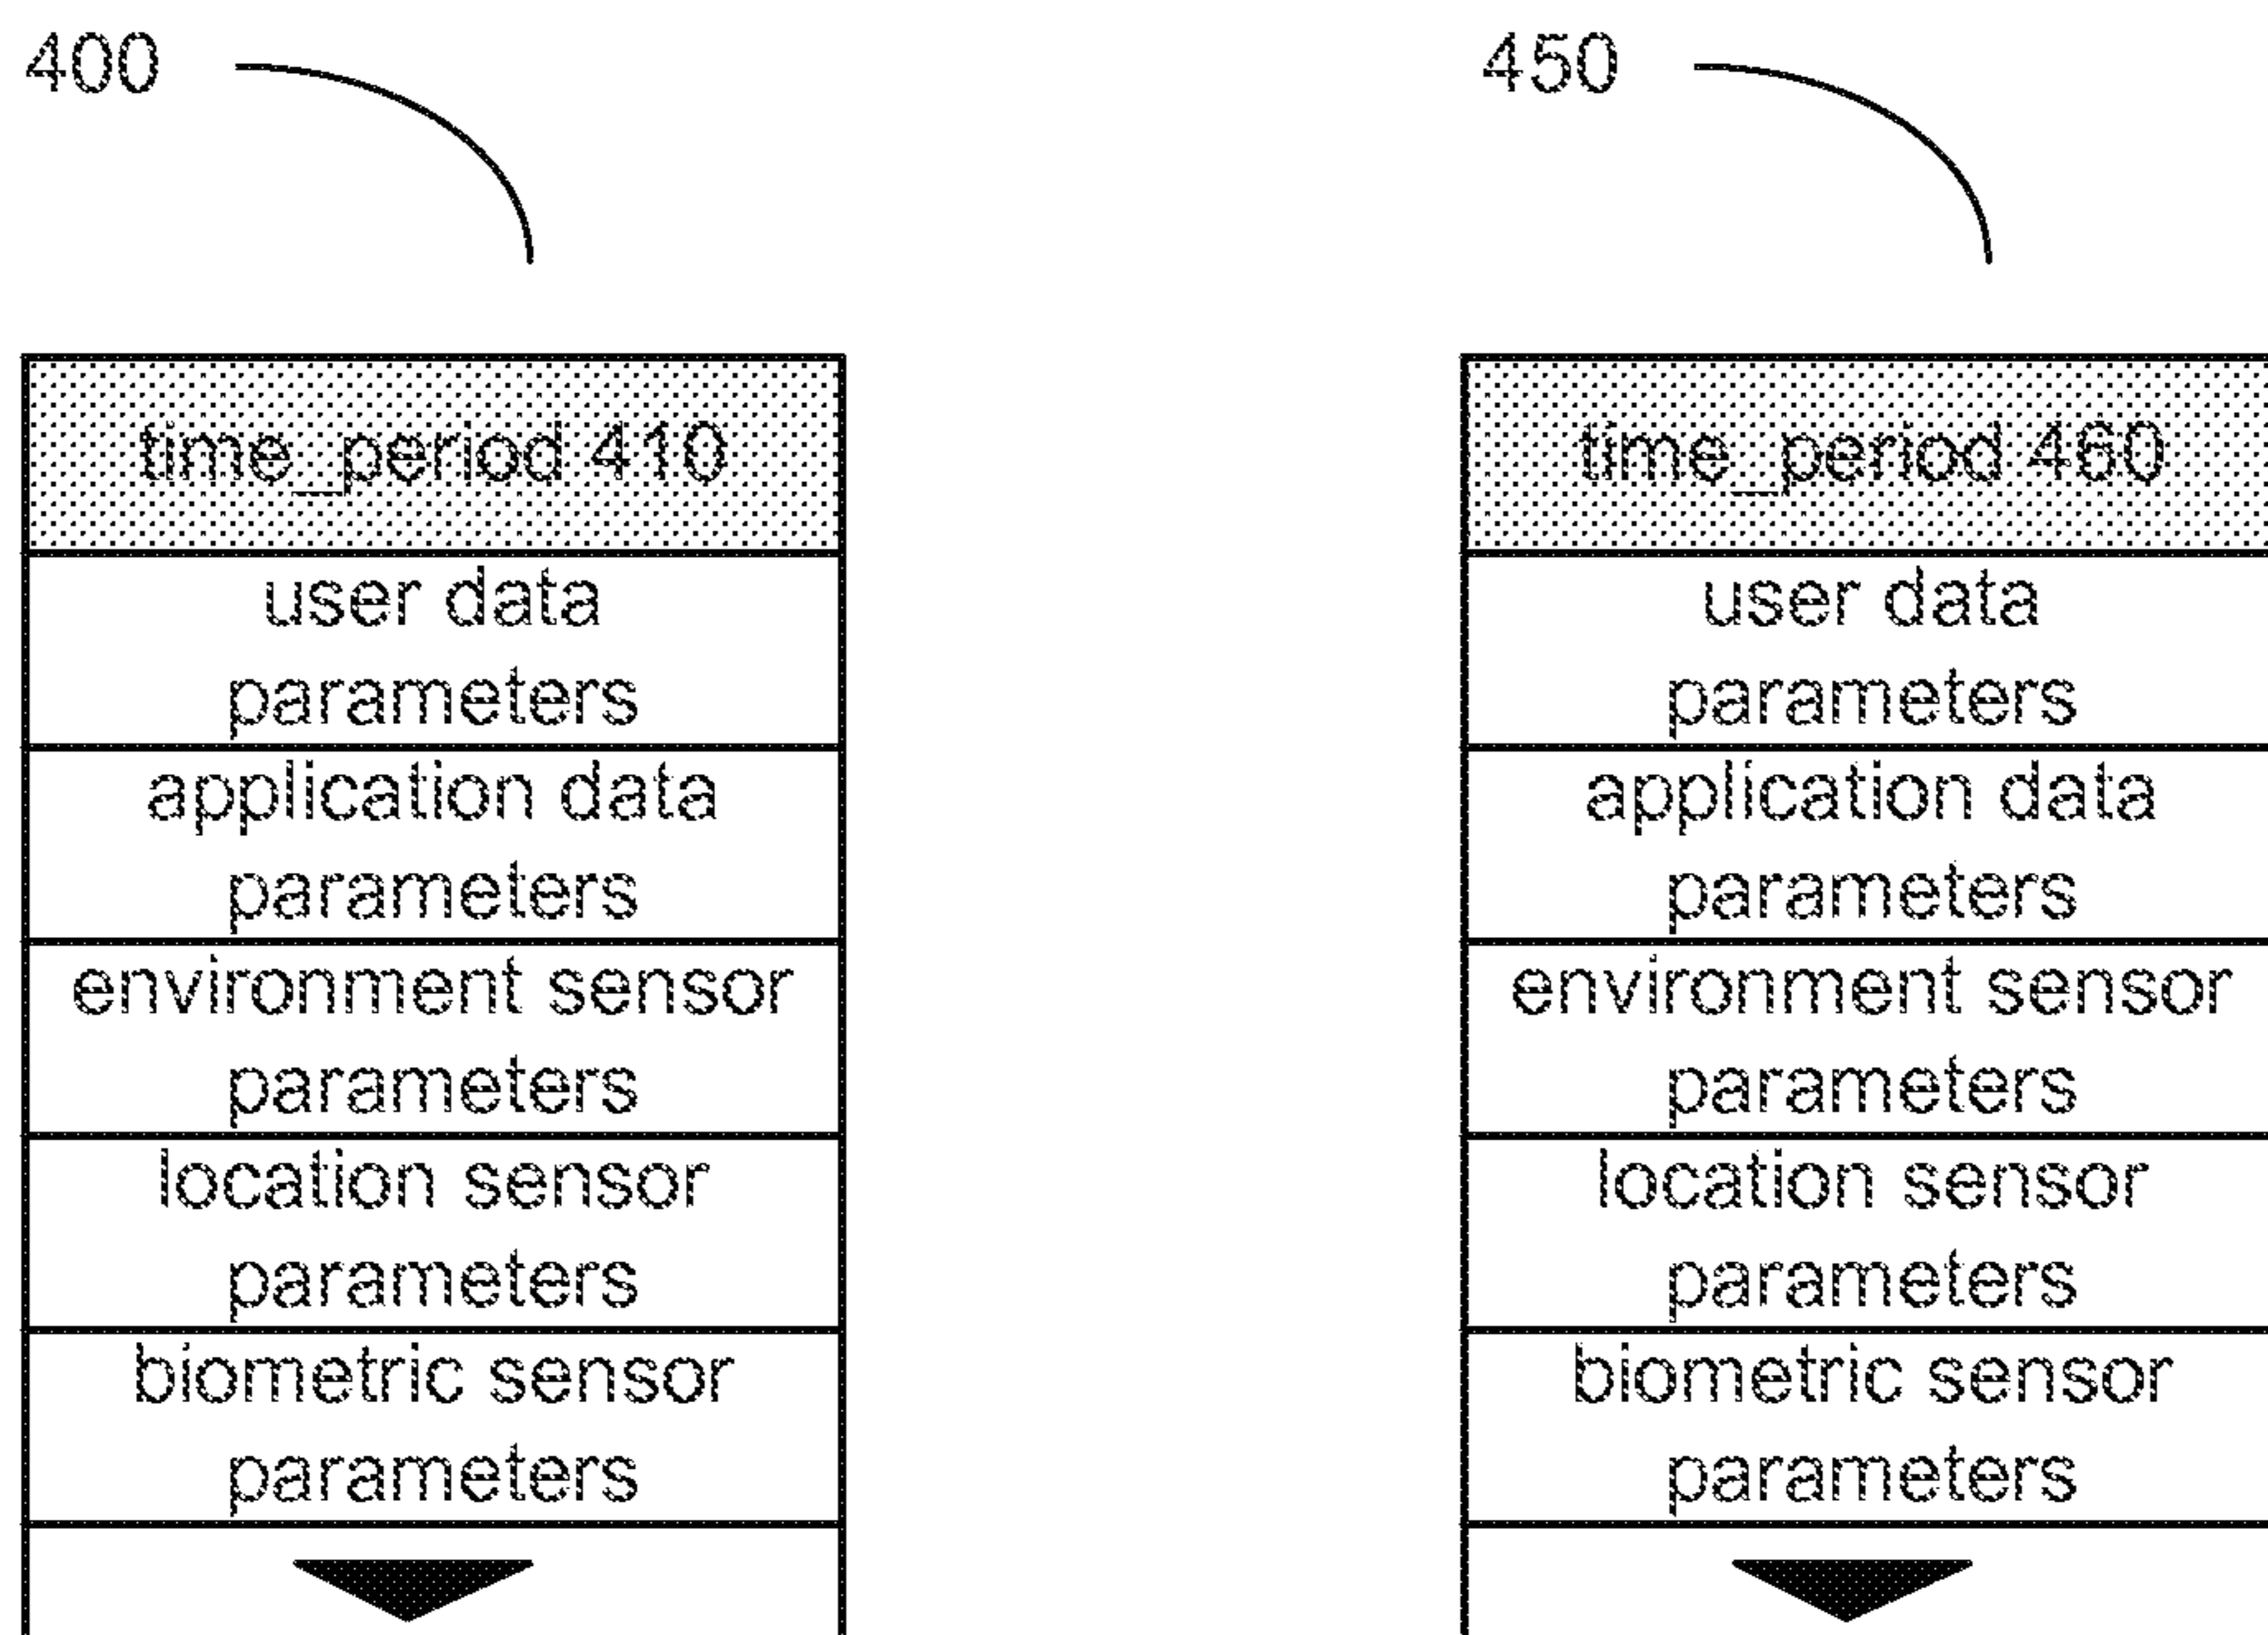 400
450
time_period 410
user data
parameters
application data
parameters
environment sensor
parameters
location sensor
parameters
biometric sensor
parameters
time_period 460
user data
parameters
application data
parameters
environment sensor
parameters
location sensor
parameters
biometric sensor
parameters